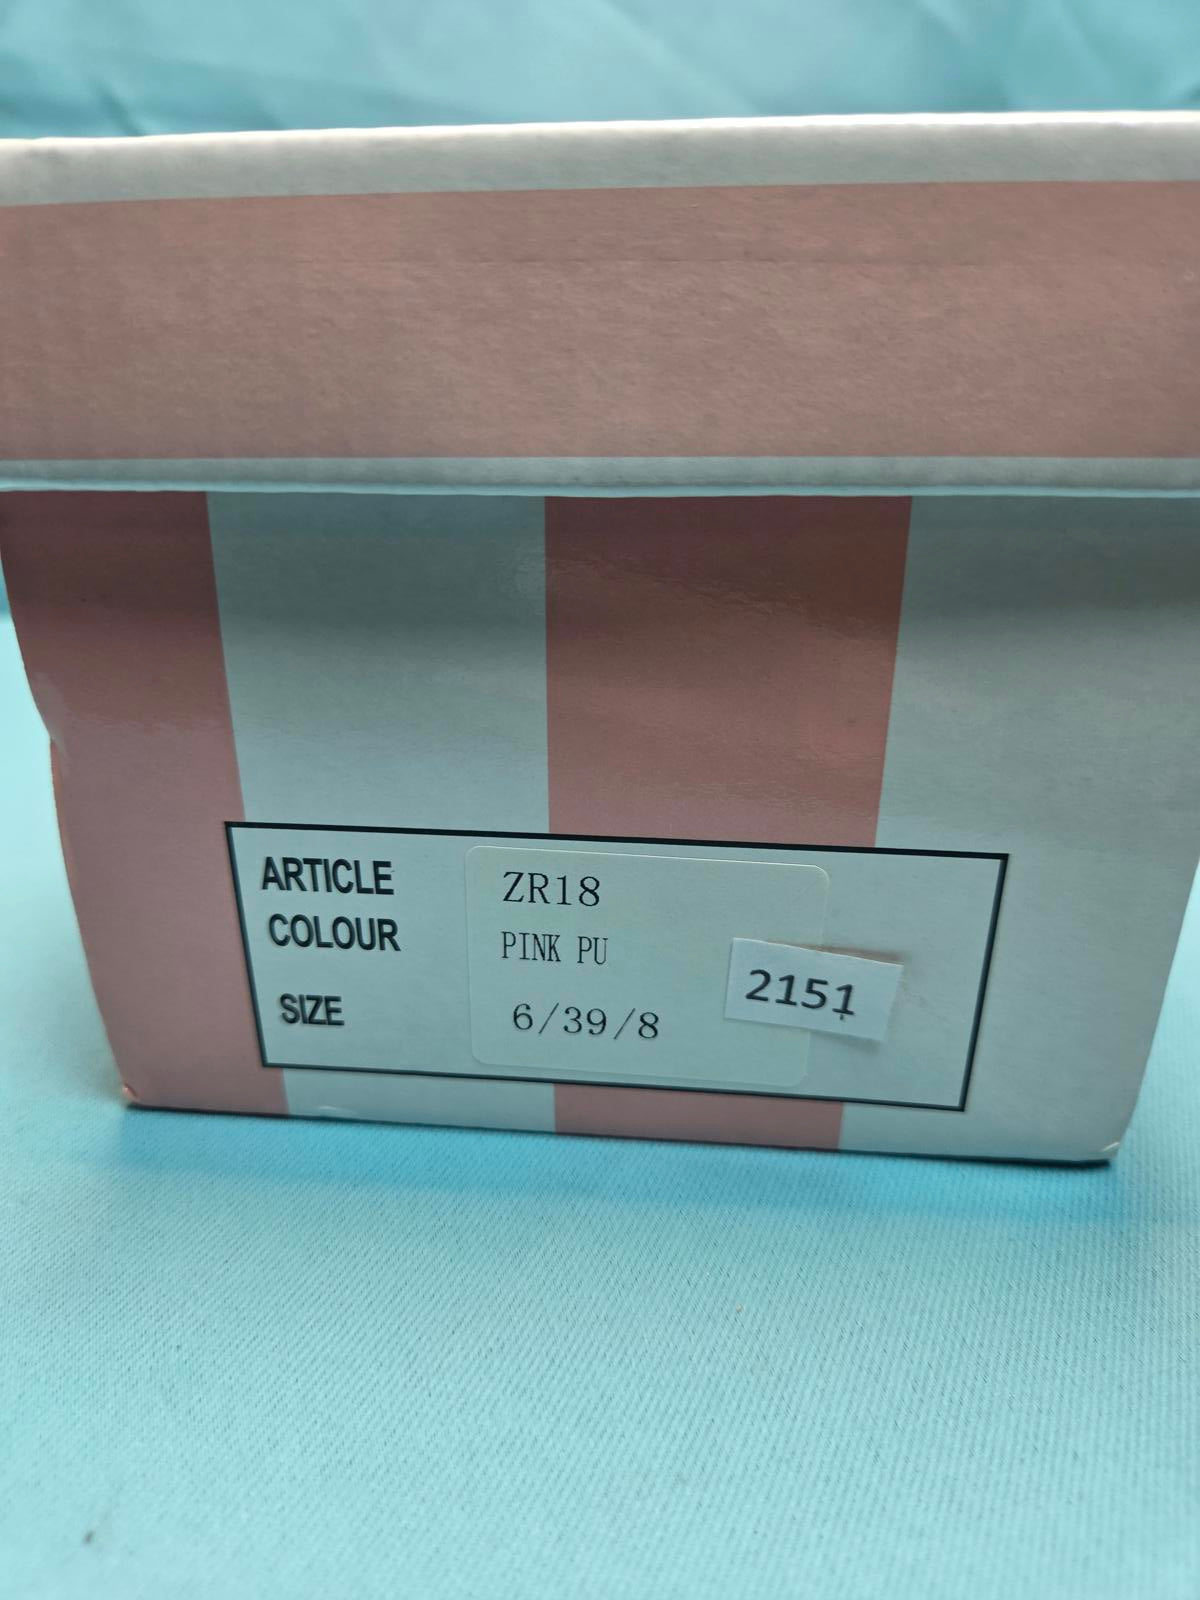 ARTICLE ZR18
COLOUR PINK PU
SIZE 6/39/8
2151